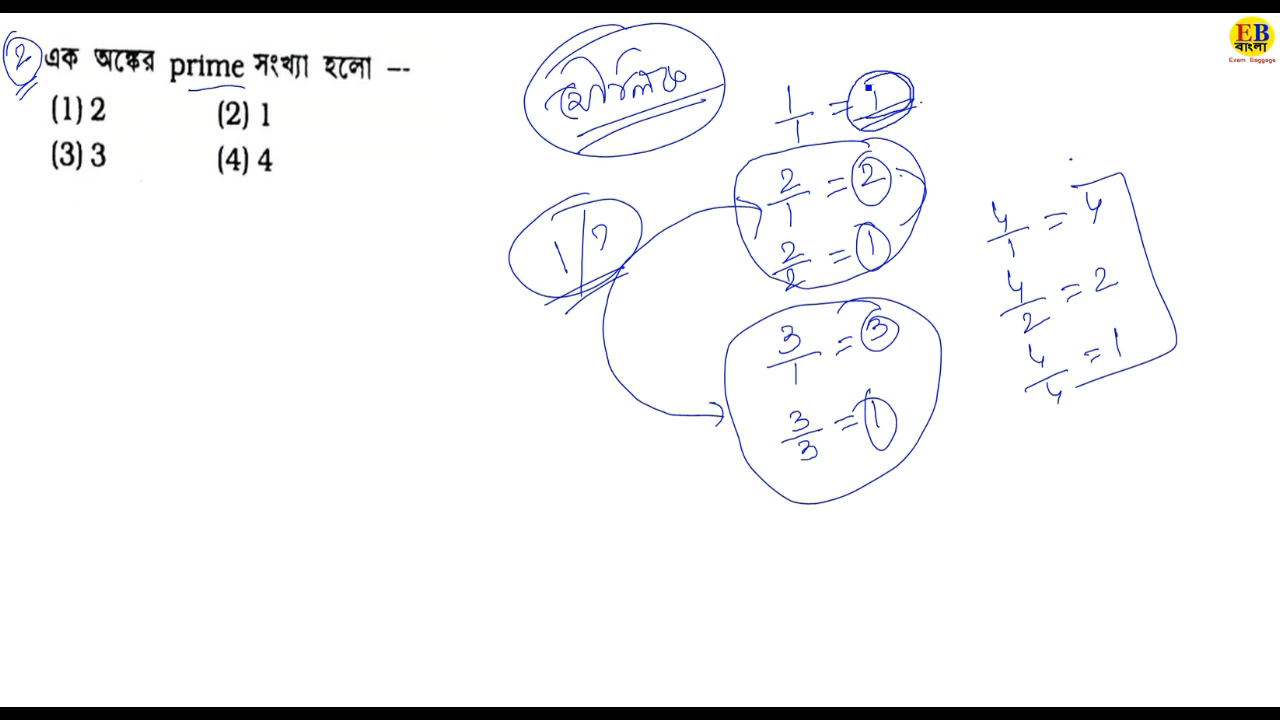 ২ এক অঙ্কের prime সংখ্যা হলো --
(1) 2 (2) 1
(3) 3 (4) 4
মৌলিক
1/1 = 1
2/1 = 2
2/2 = 1
3/1 = 3
3/3 = 1
4/1 = 4
4/2 = 2
4/4 = 1
EB
বাংলা
Exam Baggage